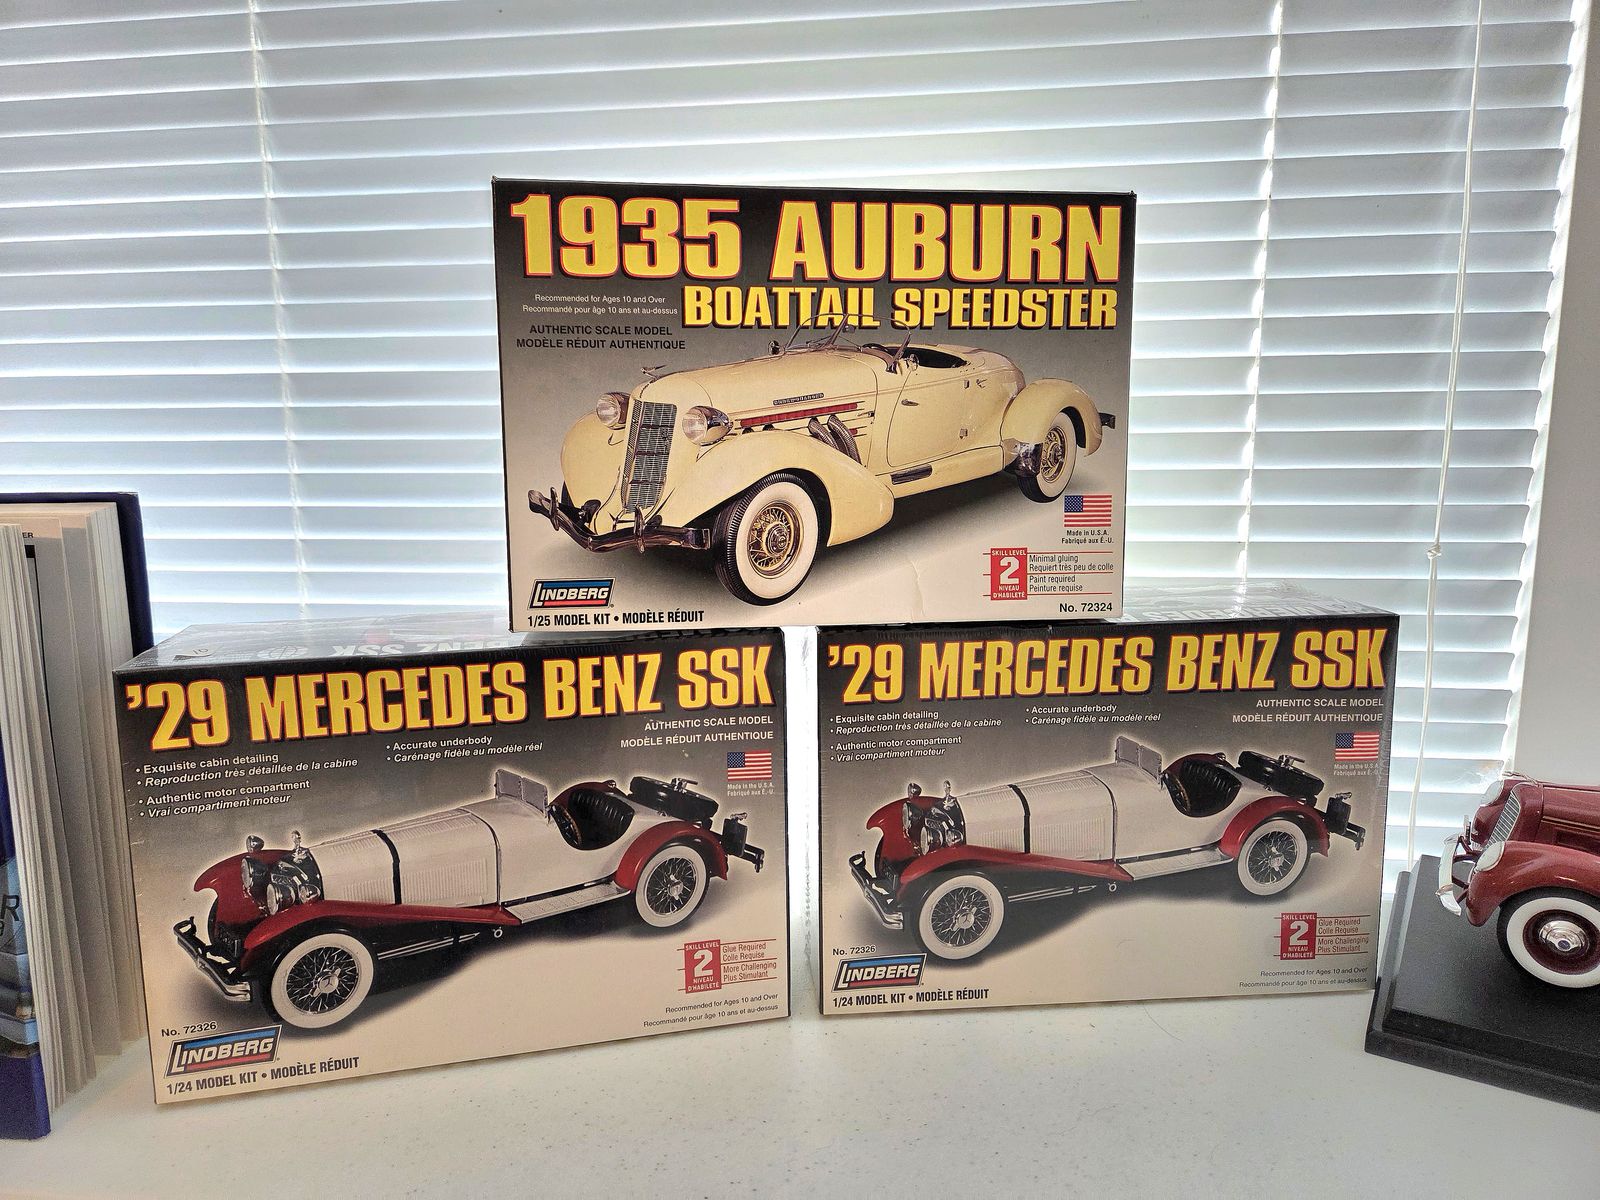 1935 AUBURN
BOATTAIL SPEEDSTER
Recommended for Ages 10 and Over
Recommandé pour âge 10 ans et au-dessus
AUTHENTIC SCALE MODEL
MODÈLE RÉDUIT AUTHENTIQUE
Made in U.S.A.
Fabriqué aux É.-U.
SKILL LEVEL
2
NIVEAU
D'HABILETÉ
Minimal gluing
Requiert très peu de colle
Paint required
Peinture requise
LINDBERG
1/25 MODEL KIT • MODÈLE RÉDUIT
No. 72324
BENZ SSK
'29 MERCEDES BENZ SSK
AUTHENTIC SCALE MODEL
MODÈLE RÉDUIT AUTHENTIQUE
• Exquisite cabin detailing
• Reproduction très détaillée de la cabine
• Authentic motor compartment
• Vrai compartiment moteur
• Accurate underbody
• Carénage fidèle au modèle réel
Made in the U.S.A.
Fabriqué aux É.-U.
SKILL LEVEL
2
NIVEAU
D'HABILETÉ
Glue Required
Colle Requise
More Challenging
Plus Stimulant
Recommended for Ages 10 and Over
Recommandé pour âge 10 ans et au-dessus
No. 72326
LINDBERG
1/24 MODEL KIT • MODÈLE RÉDUIT
'29 MERCEDES BENZ SSK
• Exquisite cabin detailing
• Reproduction très détaillée de la cabine
• Authentic motor compartment
• Vrai compartiment moteur
• Accurate underbody
• Carénage fidèle au modèle réel
AUTHENTIC SCALE MODEL
MODÈLE RÉDUIT AUTHENTIQUE
Made in the U.S.A.
Fabriqué aux É.-U.
SKILL LEVEL
2
NIVEAU
D'HABILETÉ
Glue Required
Colle Requise
More Challenging
Plus Stimulant
Recommended for Ages 10 and Over
Recommandé pour âge 10 ans et au-dessus
No. 72326
LINDBERG
1/24 MODEL KIT • MODÈLE RÉDUIT